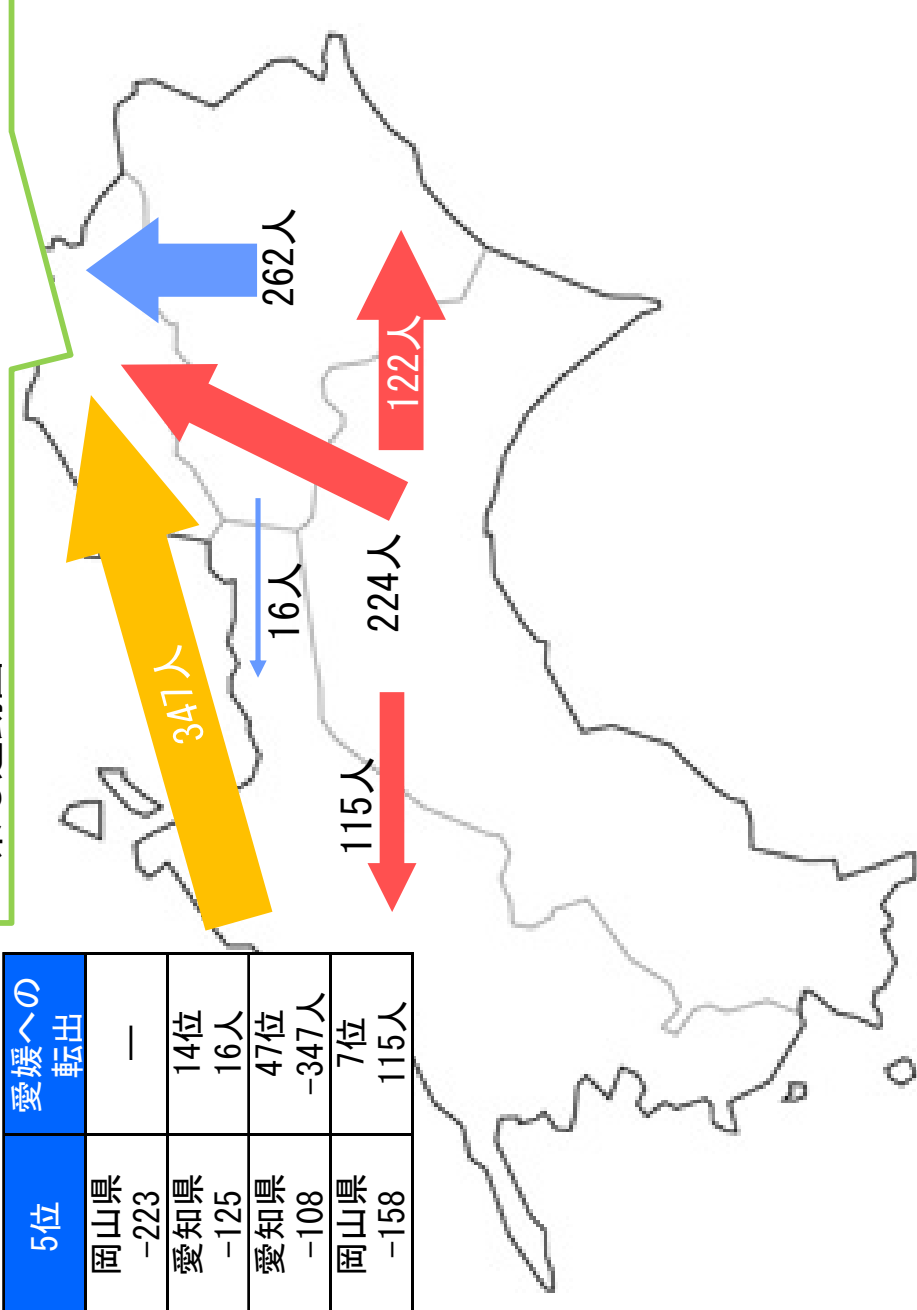 5位
愛媛への
転出
岡山県
-223
―
愛知県
-125
14位
16人
愛知県
-108
47位
-347人
岡山県
-158
7位
115人
347人
262人
16人
122人
224人
115人